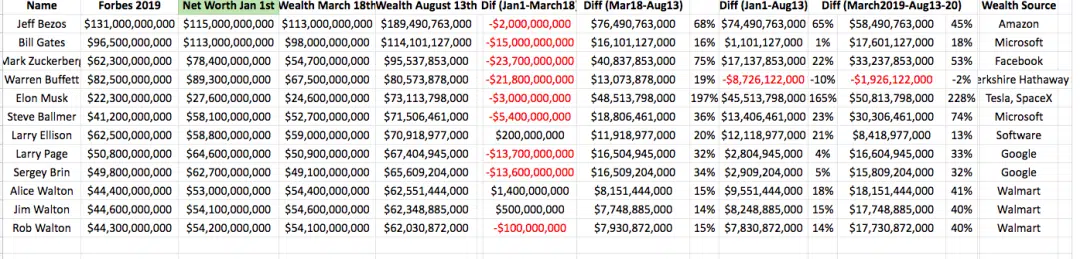 Name Forbes 2019 Net Worth Jan 1st Wealth March 18th Wealth August 13th Dif (Jan1-March18) Diff (Mar18-Aug13) Diff (Jan1-Aug13) Diff (March2019-Aug13-20) Wealth Source
Jeff Bezos $131,000,000,000 $115,000,000,000 $113,000,000,000 $189,490,763,000 -$2,000,000,000 $76,490,763,000 68% $74,490,763,000 65% $58,490,763,000 45% Amazon
Bill Gates $96,500,000,000 $113,000,000,000 $98,000,000,000 $114,101,127,000 -$15,000,000,000 $16,101,127,000 16% $1,101,127,000 1% $17,601,127,000 18% Microsoft
Mark Zuckerberg $62,300,000,000 $78,400,000,000 $54,700,000,000 $95,537,853,000 -$23,700,000,000 $40,837,853,000 75% $17,137,853,000 22% $33,237,853,000 53% Facebook
Warren Buffett $82,500,000,000 $89,300,000,000 $67,500,000,000 $80,573,878,000 -$21,800,000,000 $13,073,878,000 19% -$8,726,122,000 -10% -$1,926,122,000 -2% erkshire Hathaway
Elon Musk $22,300,000,000 $27,600,000,000 $24,600,000,000 $73,113,798,000 -$3,000,000,000 $48,513,798,000 197% $45,513,798,000 165% $50,813,798,000 228% Tesla, SpaceX
Steve Ballmer $41,200,000,000 $58,100,000,000 $52,700,000,000 $71,506,461,000 -$5,400,000,000 $18,806,461,000 36% $13,406,461,000 23% $30,306,461,000 74% Microsoft
Larry Ellison $62,500,000,000 $58,800,000,000 $59,000,000,000 $70,918,977,000 $200,000,000 $11,918,977,000 20% $12,118,977,000 21% $8,418,977,000 13% Software
Larry Page $50,800,000,000 $64,600,000,000 $50,900,000,000 $67,404,945,000 -$13,700,000,000 $16,504,945,000 32% $2,804,945,000 4% $16,604,945,000 33% Google
Sergey Brin $49,800,000,000 $62,700,000,000 $49,100,000,000 $65,609,204,000 -$13,600,000,000 $16,509,204,000 34% $2,909,204,000 5% $15,809,204,000 32% Google
Alice Walton $44,400,000,000 $53,000,000,000 $54,400,000,000 $62,551,444,000 $1,400,000,000 $8,151,444,000 15% $9,551,444,000 18% $18,151,444,000 41% Walmart
Jim Walton $44,600,000,000 $54,100,000,000 $54,600,000,000 $62,348,885,000 $500,000,000 $7,748,885,000 14% $8,248,885,000 15% $17,748,885,000 40% Walmart
Rob Walton $44,300,000,000 $54,200,000,000 $54,100,000,000 $62,030,872,000 -$100,000,000 $7,930,872,000 15% $7,830,872,000 14% $17,730,872,000 40% Walmart